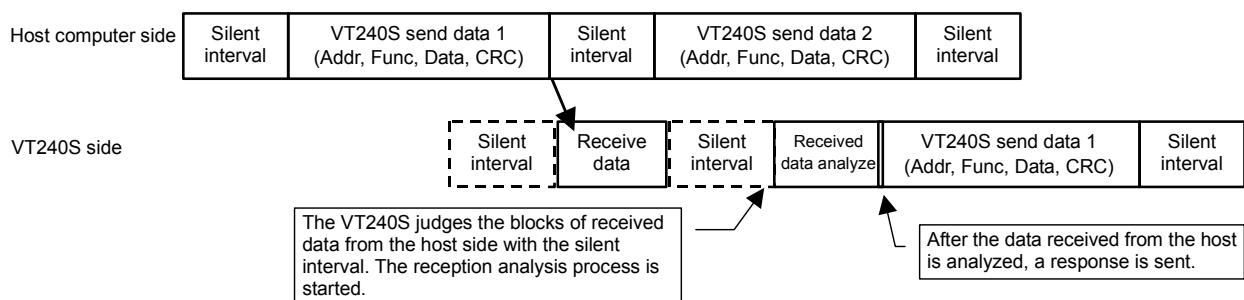 Host computer side
Silent
interval
VT240S send data 1
(Addr, Func, Data, CRC)
Silent
interval
VT240S send data 2
(Addr, Func, Data, CRC)
Silent
interval
VT240S side
Silent
interval
Receive
data
Silent
interval
Received
data analyze
VT240S send data 1
(Addr, Func, Data, CRC)
Silent
interval
The VT240S judges the blocks of received
data from the host side with the silent
interval. The reception analysis process is
started.
After the data received from the host
is analyzed, a response is sent.